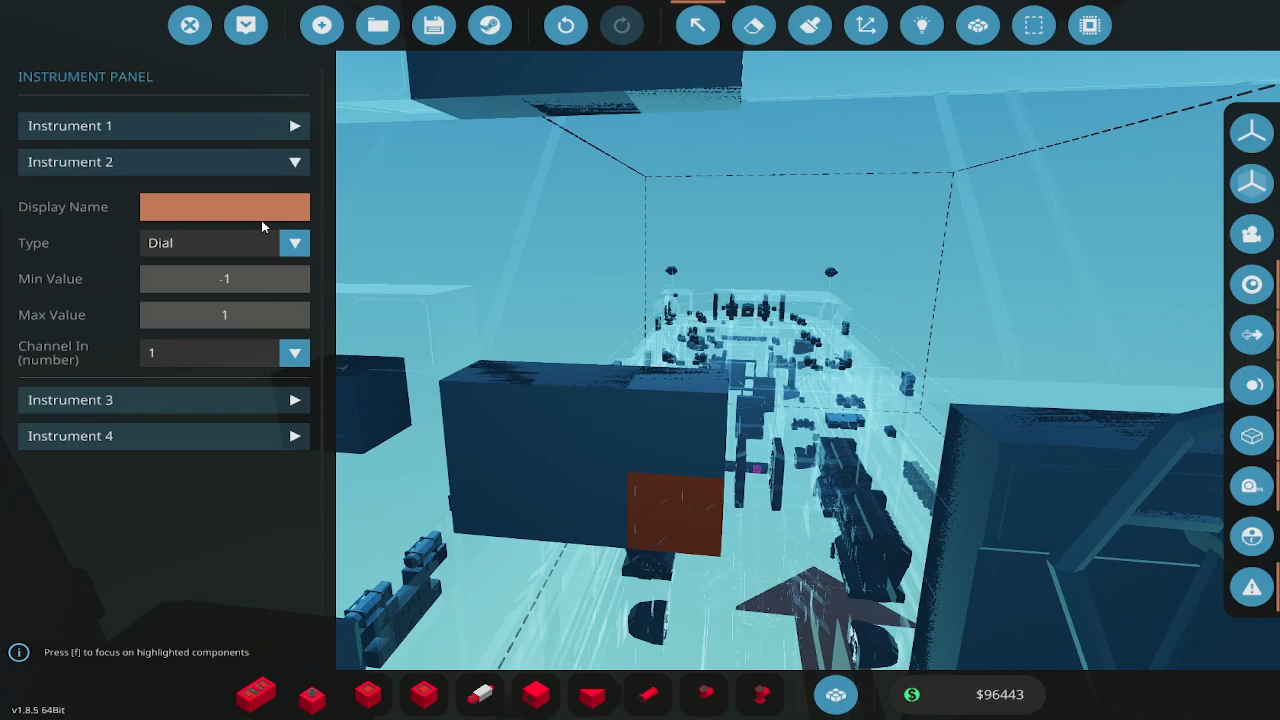 INSTRUMENT PANEL
Instrument 1
Instrument 2
Display Name
Type
Dial
Min Value
-1
Max Value
1
Channel In
(number)
1
Instrument 3
Instrument 4
Press [f] to focus on highlighted components
v1.8.5 64Bit
$
$96443